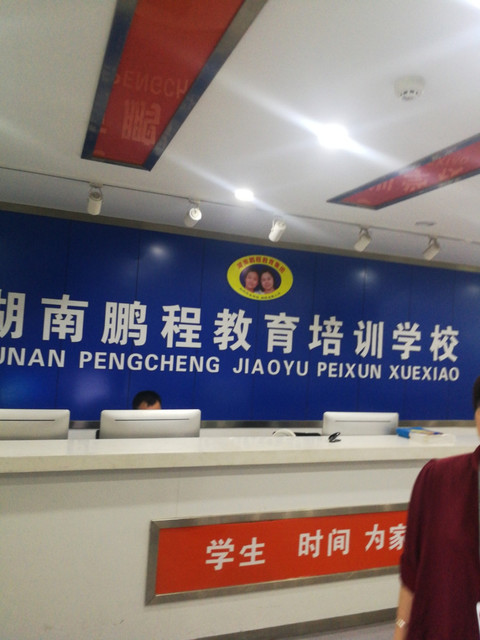 湖南鹏程教育培训学校
UNAN PENGCHENG JIAOYU PEIXUN XUEXIAO
学生 时间 为家